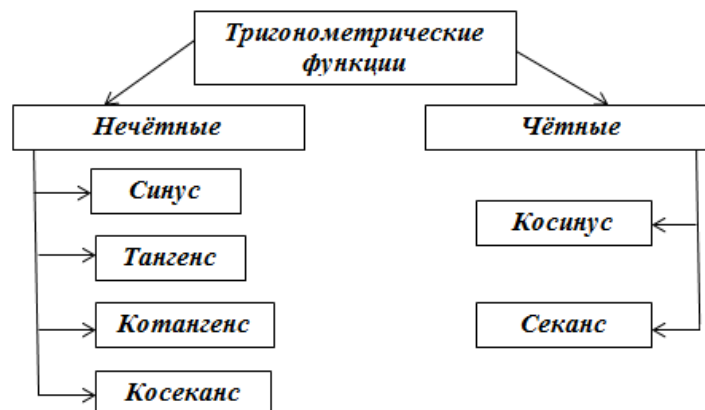 Тригонометрические
функции
Нечётные
Чётные
Синус
Косинус
Тангенс
Котангенс
Секанс
Косеканс